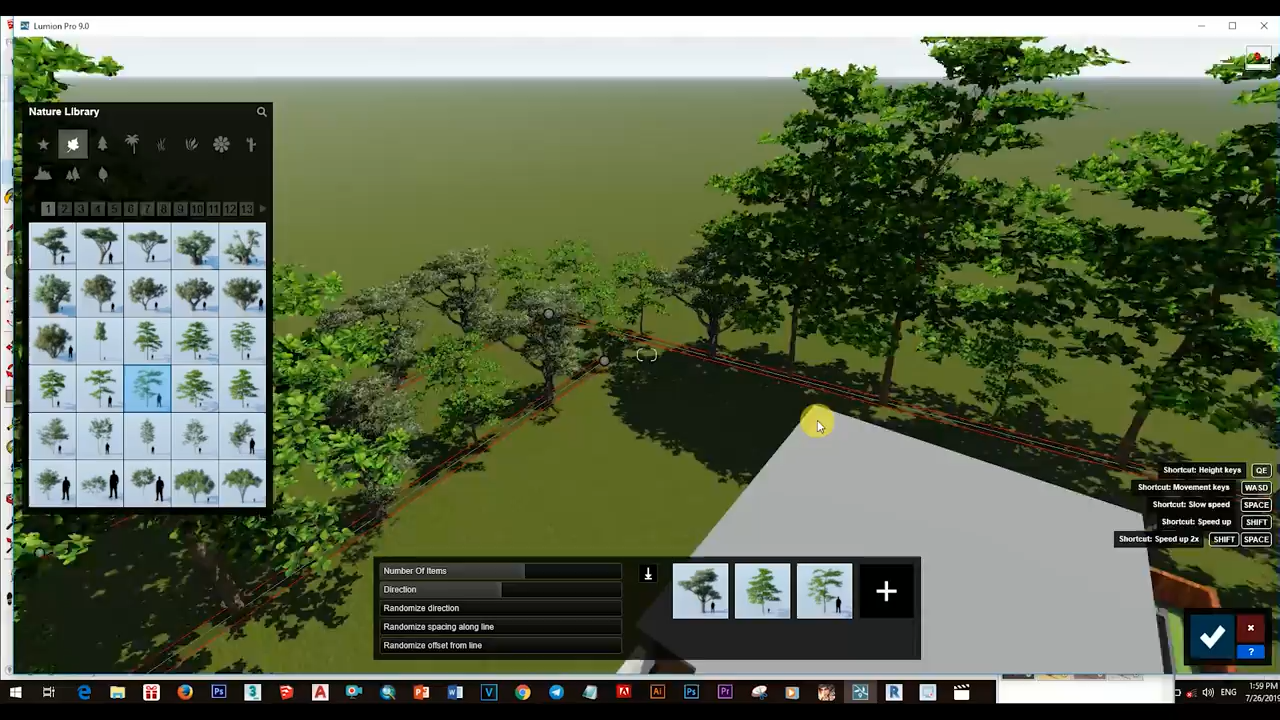 Lumion Pro 9.0
Nature Library
1 2 3 4 5 6 7 8 9 10 11 12 13
Shortcut: Height keys QE
Shortcut: Movement keys WASD
Shortcut: Slow speed SPACE
Shortcut: Speed up SHIFT
Shortcut: Speed up 2x SHIFT SPACE
Number Of Items
Direction
Randomize direction
Randomize spacing along line
Randomize offset from line
?
ENG
1:59 PM
7/26/201